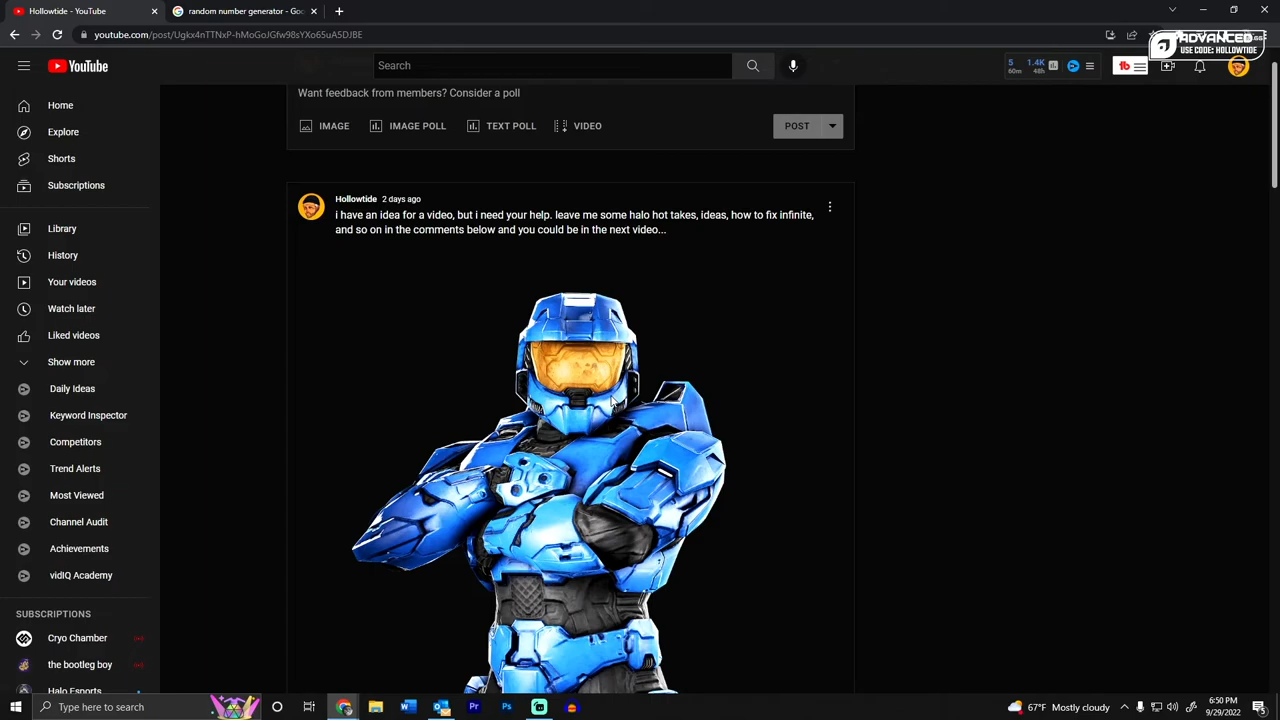 Hollowtide - YouTube
random number generator - Goo
youtube.com/post/Ugkx4nTTNxP-hMoGoJGfw98sYXo65uA5DJBE
ADVANCED.GG
USE CODE: HOLLOWTIDE
YouTube
Search
5 1.4K
60m 48h
tb
Want feedback from members? Consider a poll
IMAGE IMAGE POLL TEXT POLL VIDEO POST
Home
Explore
Shorts
Subscriptions
Library
History
Your videos
Watch later
Liked videos
Show more
Daily Ideas
Keyword Inspector
Competitors
Trend Alerts
Most Viewed
Channel Audit
Achievements
vidIQ Academy
SUBSCRIPTIONS
Cryo Chamber
the bootleg boy
Halo Esports
Hollowtide 2 days ago
i have an idea for a video, but i need your help. leave me some halo hot takes, ideas, how to fix infinite,
and so on in the comments below and you could be in the next video...
Type here to search
67°F Mostly cloudy
6:50 PM
9/29/2022